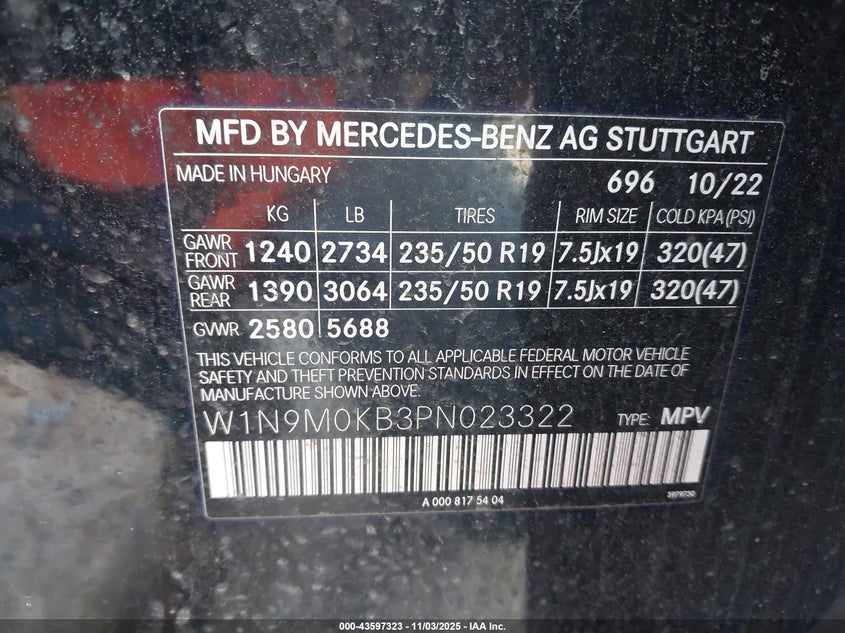 MFD BY MERCEDES-BENZ AG STUTTGART
MADE IN HUNGARY 696 10/22
KG LB TIRES RIM SIZE COLD KPA (PSI)
GAWR FRONT 1240 2734 235/50 R19 7.5Jx19 320(47)
GAWR REAR 1390 3064 235/50 R19 7.5Jx19 320(47)
GVWR 2580 5688
THIS VEHICLE CONFORMS TO ALL APPLICABLE FEDERAL MOTOR VEHICLE
SAFETY AND THEFT PREVENTION STANDARDS IN EFFECT ON THE DATE OF
MANUFACTURE SHOWN ABOVE.
W1N9M0KB3PN023322 TYPE: MPV
A 000 817 54 04 5979730
000-43597323 - 11/03/2025 - IAA Inc.